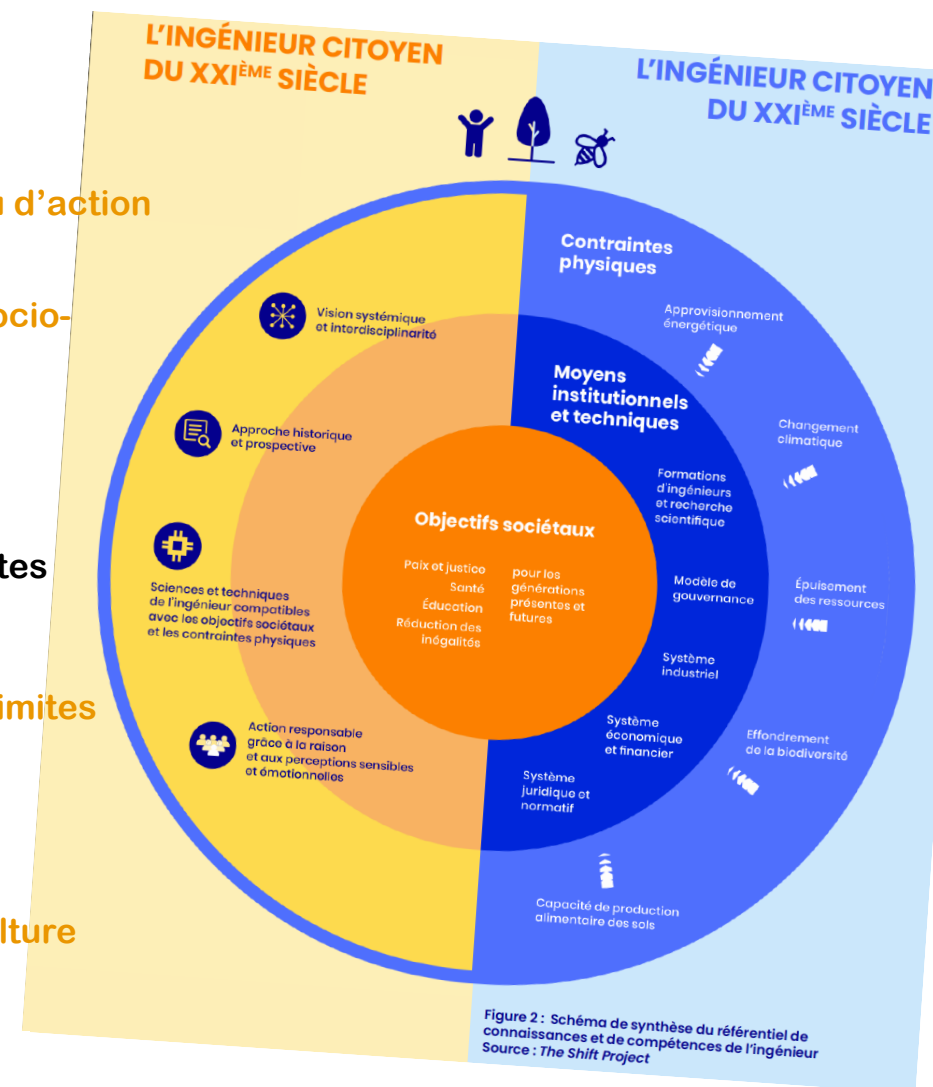 L'INGÉNIEUR CITOYEN
DU XXIÈME SIÈCLE
L'INGÉNIEUR CITOYEN
DU XXIÈME SIÈCLE
d'action
ocio-
tes
imites
lture
Vision systémique
et interdisciplinarité
Approche historique
et prospective
Sciences et techniques
de l'ingénieur compatibles
avec les objectifs sociétaux
et les contraintes physiques
Action responsable
grâce à la raison
et aux perceptions sensibles
et émotionnelles
Objectifs sociétaux
Paix et justice
Santé
Éducation
Réduction des
inégalités
pour les
générations
présentes et
futures
Moyens
institutionnels
et techniques
Formations
d'ingénieurs
et recherche
scientifique
Modèle de
gouvernance
Système
industriel
Système
économique
et financier
Système
juridique et
normatif
Contraintes
physiques
Approvisionnement
énergétique
Changement
climatique
Épuisement
des ressources
Effondrement
de la biodiversité
Capacité de production
alimentaire des sols
Figure 2 : Schéma de synthèse du référentiel de
connaissances et de compétences de l'ingénieur
Source : The Shift Project